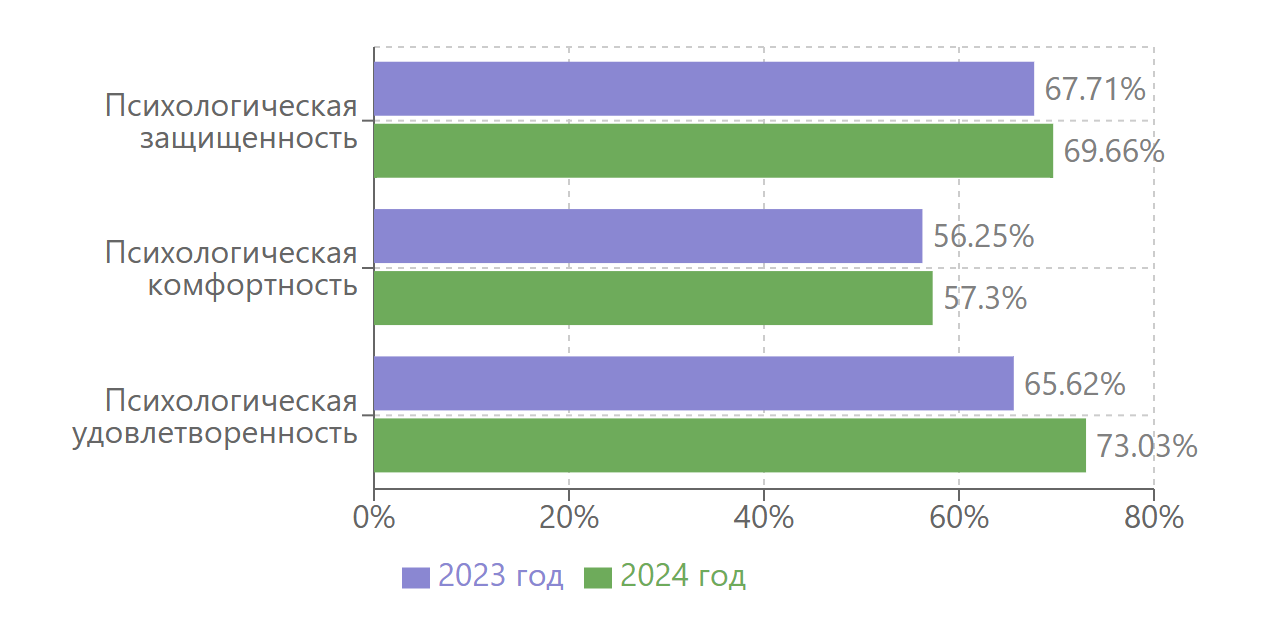 Психологическая
защищенность
67.71%
69.66%
Психологическая
комфортность
56.25%
57.3%
Психологическая
удовлетворенность
65.62%
73.03%
0% 20% 40% 60% 80%
2023 год 2024 год